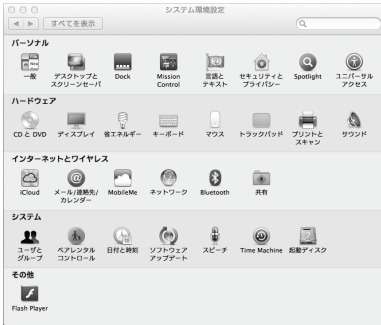 システム環境設定
すべてを表示
パーソナル
一般
デスクトップと
スクリーンセーバ
Dock
Mission
Control
言語と
テキスト
セキュリティと
プライバシー
Spotlight
ユニバーサル
アクセス
ハードウェア
CD と DVD
ディスプレイ
省エネルギー
キーボード
マウス
トラックパッド
プリントと
スキャン
サウンド
インターネットとワイヤレス
iCloud
メール/連絡先/
カレンダー
MobileMe
ネットワーク
Bluetooth
共有
システム
ユーザと
グループ
ペアレンタル
コントロール
日付と時刻
ソフトウェア
アップデート
スピーチ
Time Machine
起動ディスク
その他
Flash Player